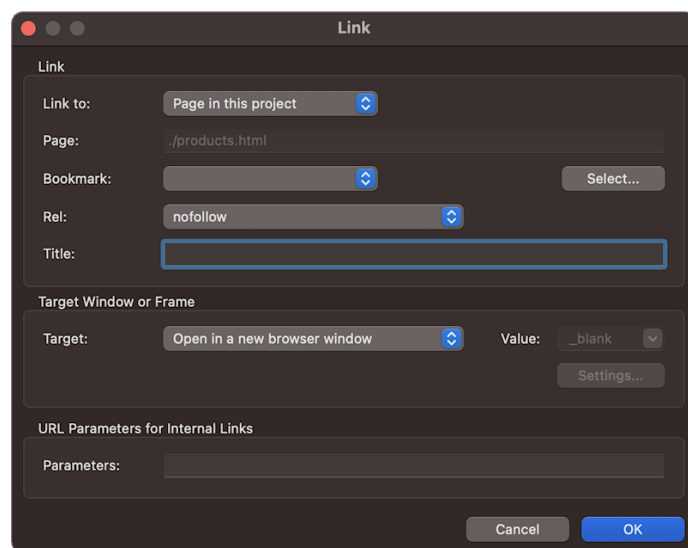 Link
Link
Link to: Page in this project
Page: ./products.html
Bookmark: Select...
Rel: nofollow
Title:
Target Window or Frame
Target: Open in a new browser window Value: _blank
Settings...
URL Parameters for Internal Links
Parameters:
Cancel OK